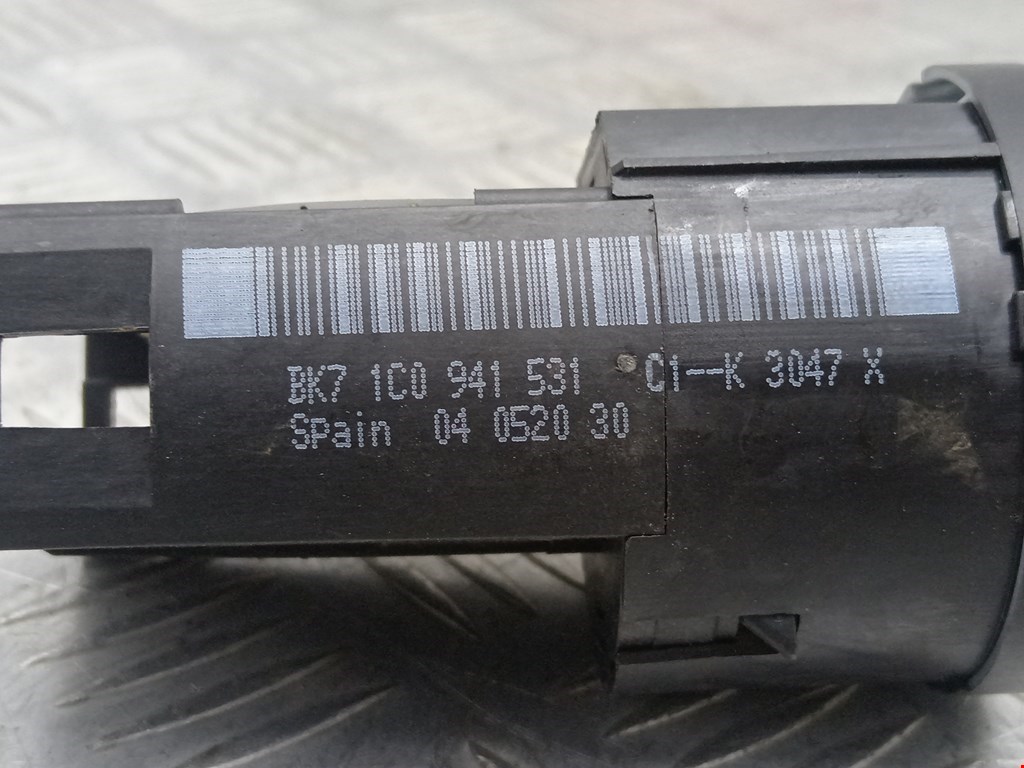 BK7 1C0 941 531 C1--K 3047 X
Spain 04 0520 30